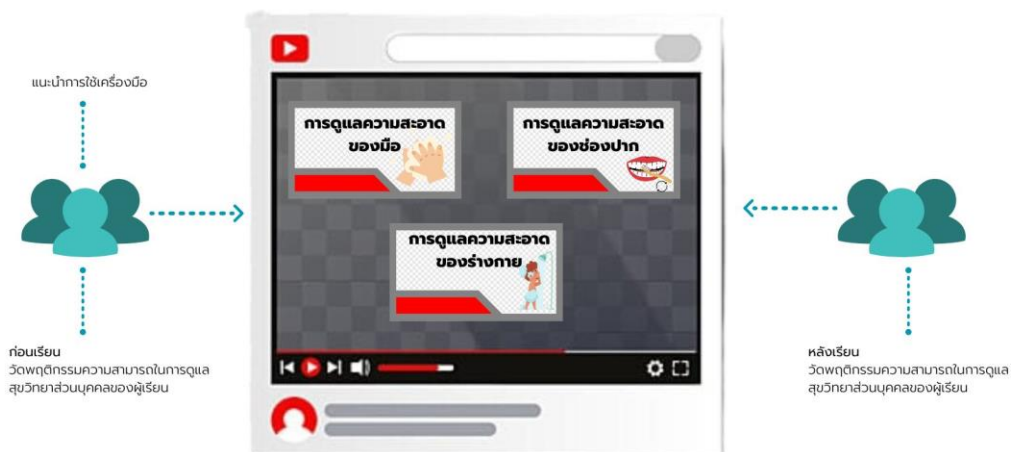 แนะนำการใช้เครื่องมือ
การดูแลความสะอาด
ของมือ
การดูแลความสะอาด
ของช่องปาก
การดูแลความสะอาด
ของร่างกาย
ก่อนเรียน
วัดพฤติกรรมความสามารถในการดูแล
สุขวิทยาส่วนบุคคลของผู้เรียน
หลังเรียน
วัดพฤติกรรมความสามารถในการดูแล
สุขวิทยาส่วนบุคคลของผู้เรียน